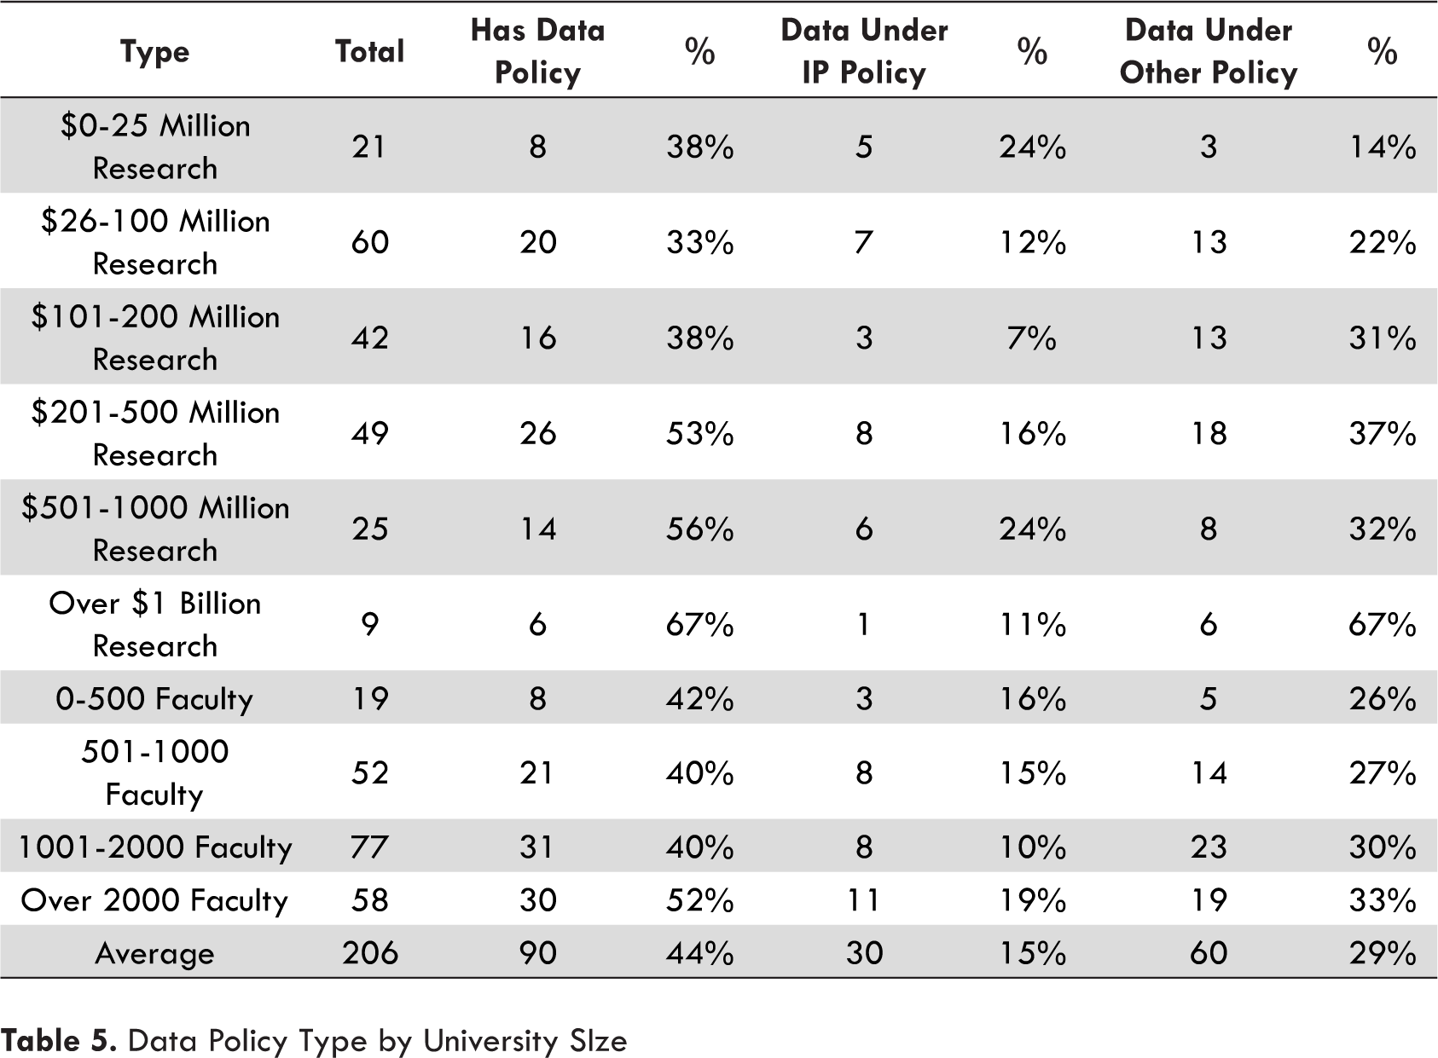 Type Total Has Data Policy % Data Under IP Policy % Data Under Other Policy %
$0-25 Million Research 21 8 38% 5 24% 3 14%
$26-100 Million Research 60 20 33% 7 12% 13 22%
$101-200 Million Research 42 16 38% 3 7% 13 31%
$201-500 Million Research 49 26 53% 8 16% 18 37%
$501-1000 Million Research 25 14 56% 6 24% 8 32%
Over $1 Billion Research 9 6 67% 1 11% 6 67%
0-500 Faculty 19 8 42% 3 16% 5 26%
501-1000 Faculty 52 21 40% 8 15% 14 27%
1001-2000 Faculty 77 31 40% 8 10% 23 30%
Over 2000 Faculty 58 30 52% 11 19% 19 33%
Average 206 90 44% 30 15% 60 29%
Table 5. Data Policy Type by University SIze